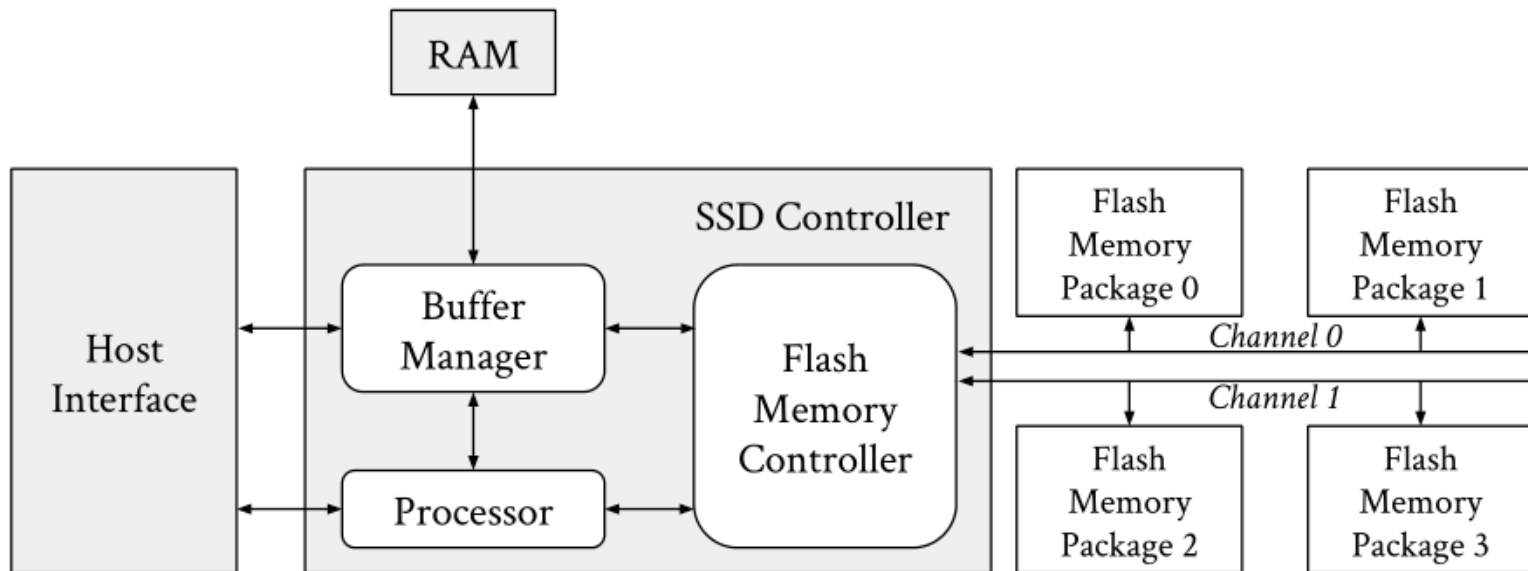 RAM
Host
Interface
SSD Controller
Buffer
Manager
Processor
Flash
Memory
Controller
Flash
Memory
Package 0
Flash
Memory
Package 1
Channel 0
Channel 1
Flash
Memory
Package 2
Flash
Memory
Package 3